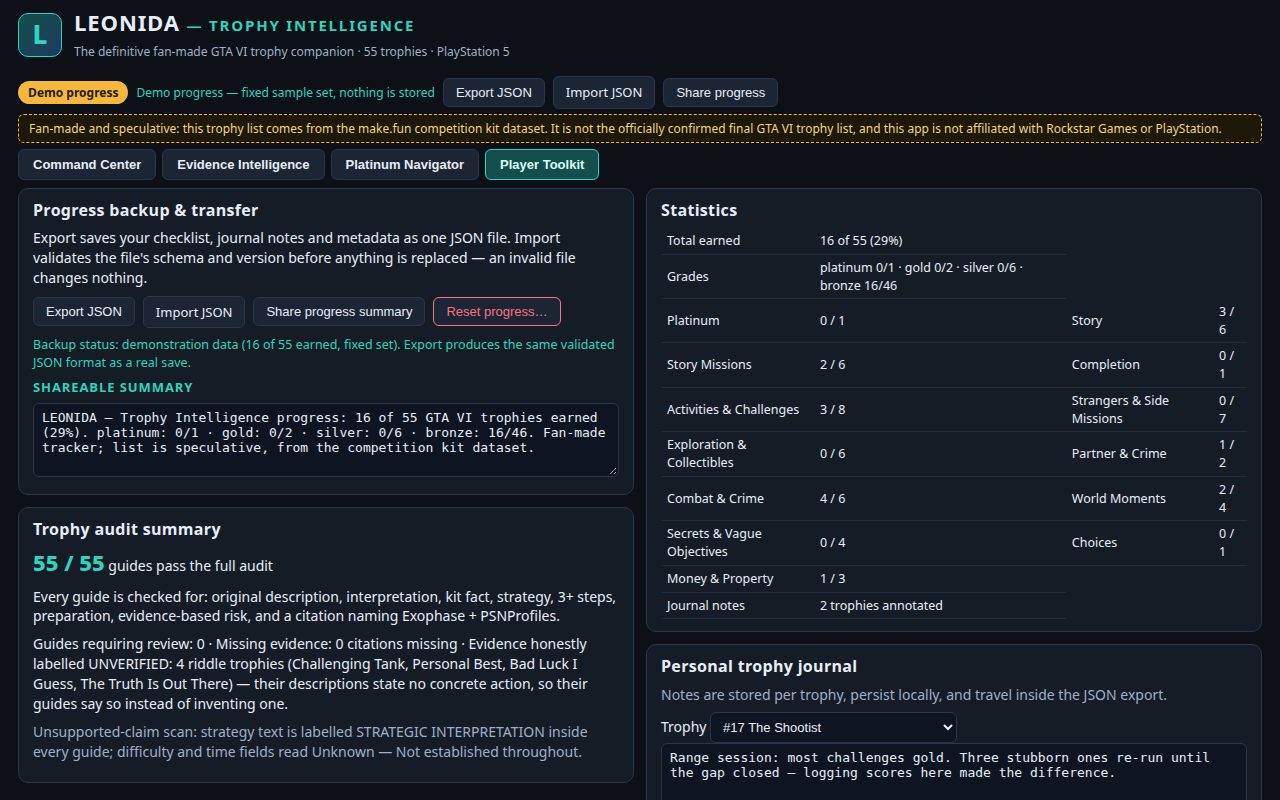 L
LEONIDA — TROPHY INTELLIGENCE
The definitive fan-made GTA VI trophy companion · 55 trophies · PlayStation 5
Demo progress
Demo progress — fixed sample set, nothing is stored
Export JSON
Import JSON
Share progress
Fan-made and speculative: this trophy list comes from the make.fun competition kit dataset. It is not the officially confirmed final GTA VI trophy list, and this app is not affiliated with Rockstar Games or PlayStation.
Command Center
Evidence Intelligence
Platinum Navigator
Player Toolkit
Progress backup & transfer
Export saves your checklist, journal notes and metadata as one JSON file. Import
validates the file's schema and version before anything is replaced — an invalid file
changes nothing.
Export JSON
Import JSON
Share progress summary
Reset progress…
Backup status: demonstration data (16 of 55 earned, fixed set). Export produces the same validated
JSON format as a real save.
SHAREABLE SUMMARY
LEONIDA — Trophy Intelligence progress: 16 of 55 GTA VI trophies earned
(29%). platinum: 0/1 · gold: 0/2 · silver: 0/6 · bronze: 16/46. Fan-made
tracker; list is speculative, from the competition kit dataset.
Trophy audit summary
55 / 55 guides pass the full audit
Every guide is checked for: original description, interpretation, kit fact, strategy, 3+ steps,
preparation, evidence-based risk, and a citation naming Exophase + PSNProfiles.
Guides requiring review: 0 · Missing evidence: 0 citations missing · Evidence honestly
labelled UNVERIFIED: 4 riddle trophies (Challenging Tank, Personal Best, Bad Luck I
Guess, The Truth Is Out There) — their descriptions state no concrete action, so their
guides say so instead of inventing one.
Unsupported-claim scan: strategy text is labelled STRATEGIC INTERPRETATION inside
every guide; difficulty and time fields read Unknown — Not established throughout.
Statistics
Total earned
16 of 55 (29%)
Grades
platinum 0/1 · gold 0/2 · silver 0/6 ·
bronze 16/46
Platinum
0 / 1
Story
3 /
6
Story Missions
2 / 6
Completion
0 /
1
Activities & Challenges
3 / 8
Strangers & Side
Missions
0 /
7
Exploration &
Collectibles
0 / 6
Partner & Crime
1 /
2
Combat & Crime
4 / 6
World Moments
2 /
4
Secrets & Vague
Objectives
0 / 4
Choices
0 /
1
Money & Property
1 / 3
Journal notes
2 trophies annotated
Personal trophy journal
Notes are stored per trophy, persist locally, and travel inside the JSON export.
Trophy
#17 The Shootist
Range session: most challenges gold. Three stubborn ones re-run until
the gap closed — logging scores here made the difference.